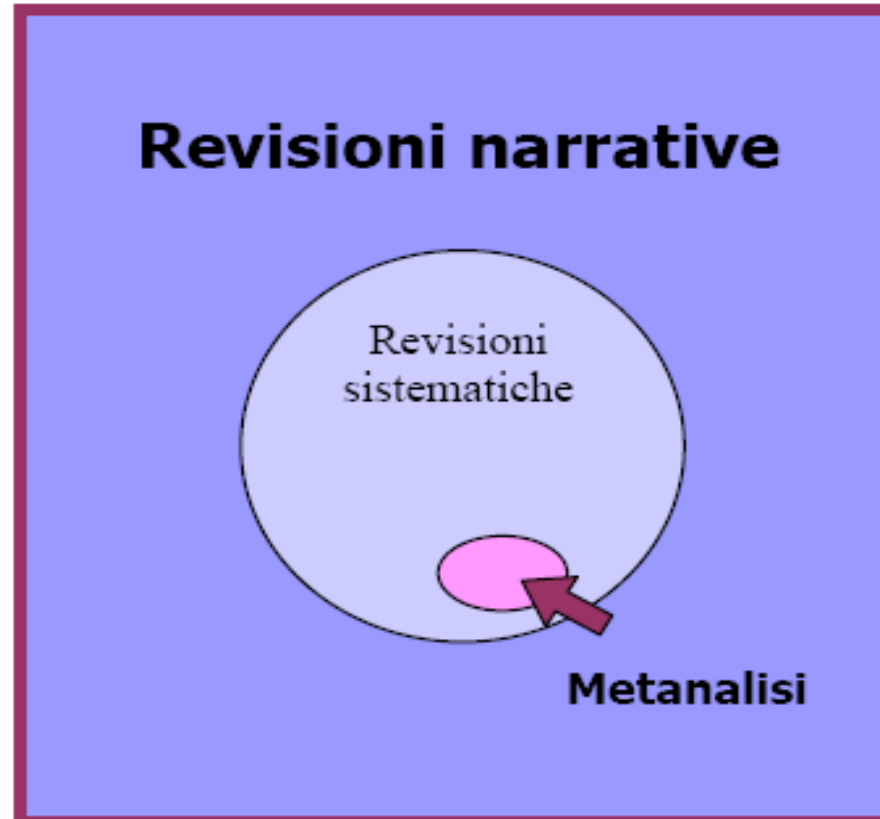 Revisioni narrative
Revisioni
sistematiche
Metanalisi